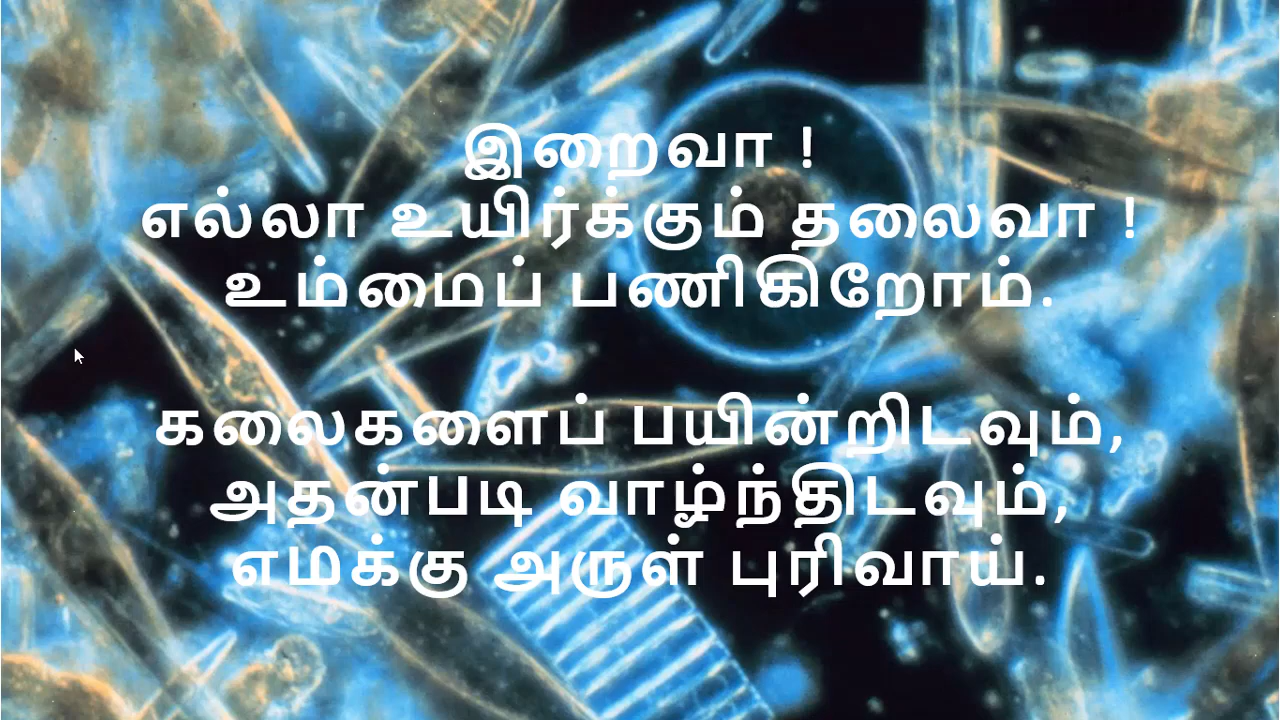 இறைவா !
எல்லா உயிர்க்கும் தலைவா !
உம்மைப் பணிகிறோம்.
கலைகளைப் பயின்றிடவும்,
அதன்படி வாழ்ந்திடவும்,
எமக்கு அருள் புரிவாய்.